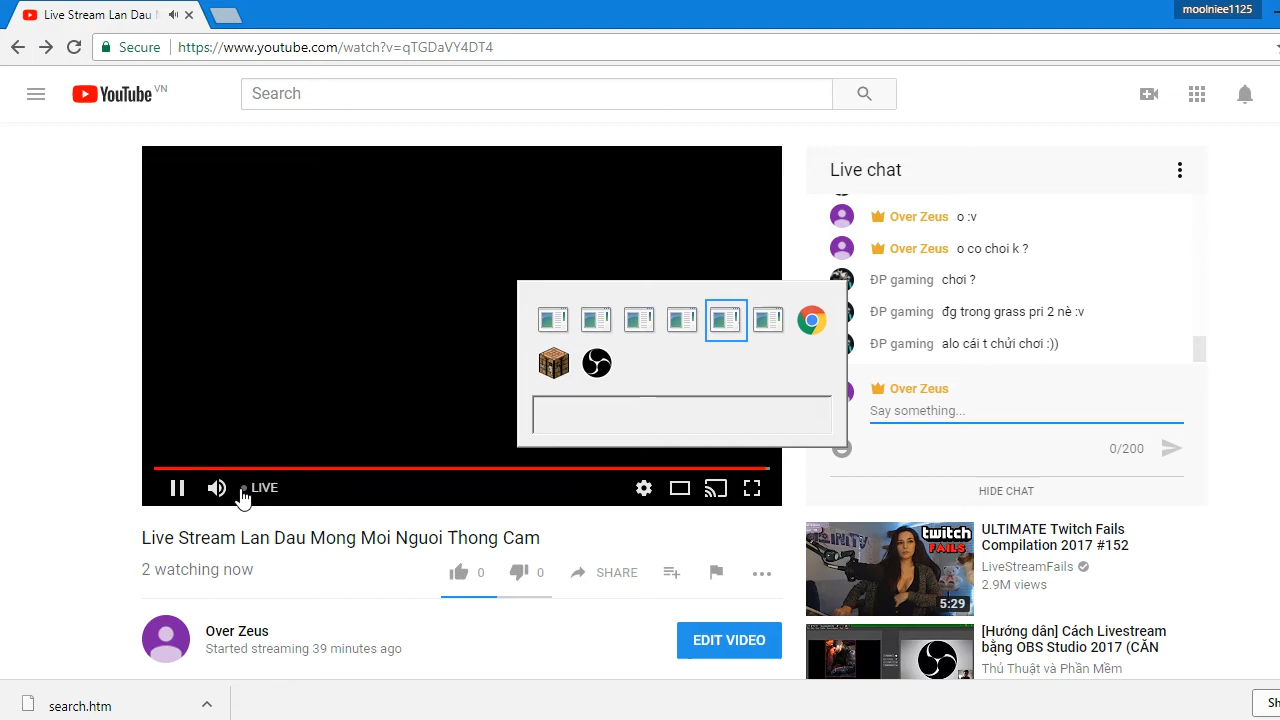 Live Stream Lan Dau
moolniee1125
Secure
https://www.youtube.com/watch?v=qTGDaVY4DT4
YouTube VN
Search
Live chat
Over Zeus o :v
Over Zeus o co choi k ?
ĐP gaming chơi ?
ĐP gaming đg trong grass pri 2 nè :v
ĐP gaming alo cái t chửi chơi :))
Over Zeus
Say something...
0/200
HIDE CHAT
LIVE
Live Stream Lan Dau Mong Moi Nguoi Thong Cam
2 watching now
0
0
SHARE
Over Zeus
Started streaming 39 minutes ago
EDIT VIDEO
twitch
FAILS
5:29
ULTIMATE Twitch Fails
Compilation 2017 #152
LiveStreamFails
2.9M views
[Hướng dẫn] Cách Livestream
bằng OBS Studio 2017 (CĂN
Thủ Thuật và Phần Mềm
search.htm
Sh